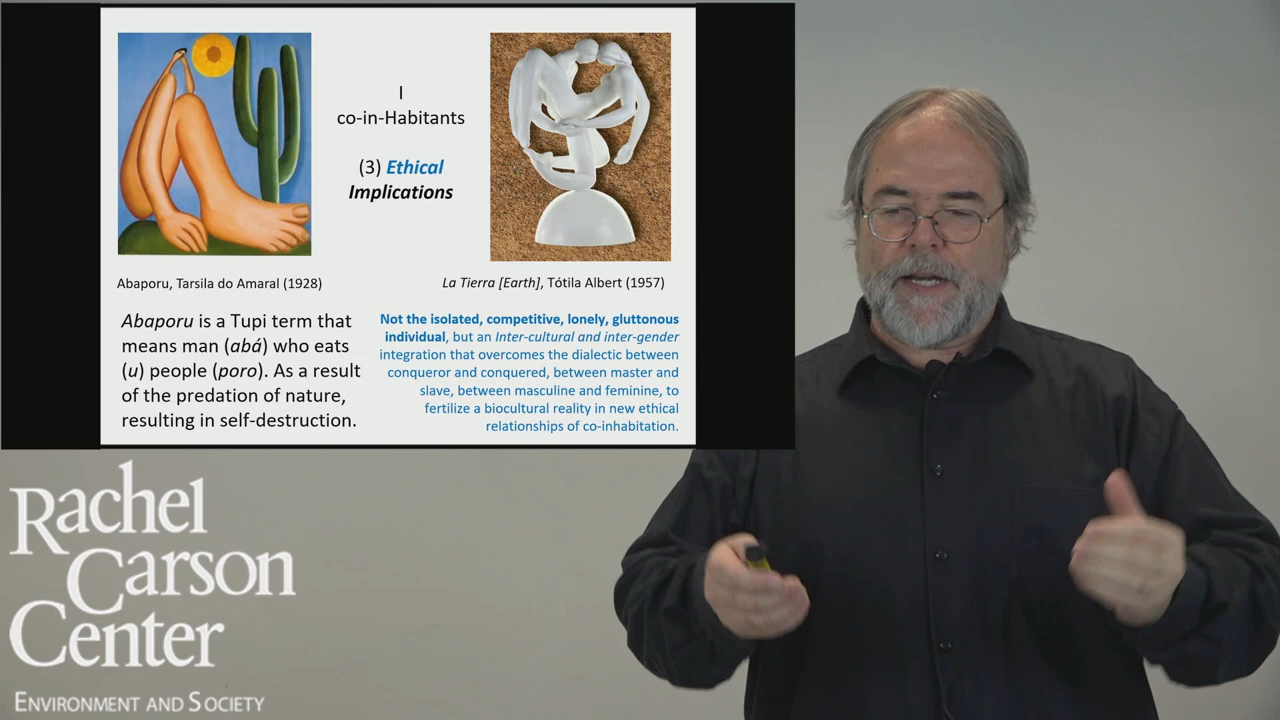 I
co-in-Habitants
(3) Ethical
Implications
Abaporu, Tarsila do Amaral (1928)
La Tierra [Earth], Tótila Albert (1957)
Abaporu is a Tupi term that
means man (abá) who eats
(u) people (poro). As a result
of the predation of nature,
resulting in self-destruction.
Not the isolated, competitive, lonely, gluttonous
individual, but an Inter-cultural and inter-gender
integration that overcomes the dialectic between
conqueror and conquered, between master and
slave, between masculine and feminine, to
fertilize a biocultural reality in new ethical
relationships of co-inhabitation.
Rachel
Carson
Center
Environment and Society